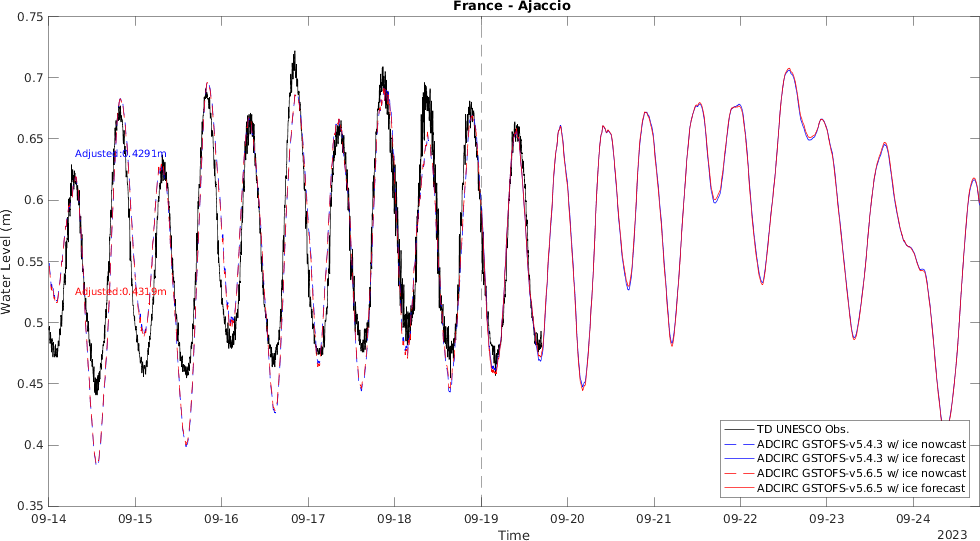 France - Ajaccio
0.75
0.7
0.65
0.6
0.55
0.5
0.45
0.4
0.35
Water Level (m)
Adjusted:0.4291m
Adjusted:0.4319m
TD UNESCO Obs.
ADCIRC GSTOFS-v5.4.3 w/ ice nowcast
ADCIRC GSTOFS-v5.4.3 w/ ice forecast
ADCIRC GSTOFS-v5.6.5 w/ ice nowcast
ADCIRC GSTOFS-v5.6.5 w/ ice forecast
09-14 09-15 09-16 09-17 09-18 09-19 09-20 09-21 09-22 09-23 09-24
Time
2023